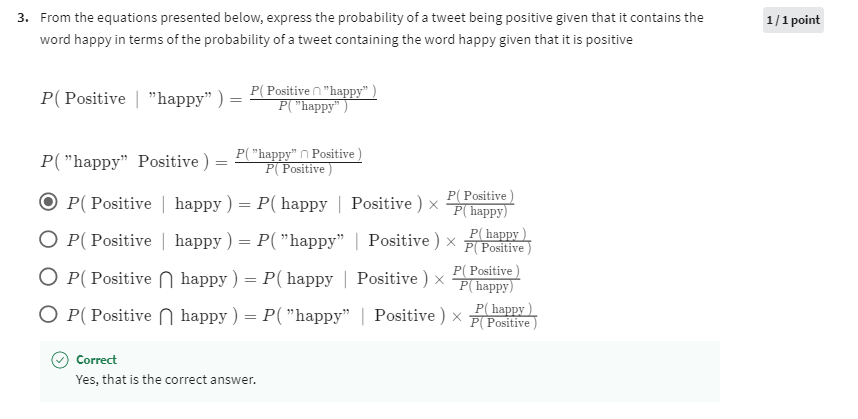 3. From the equations presented below, express the probability of a tweet being positive given that it contains the
1 / 1 point
word happy in terms of the probability of a tweet containing the word happy given that it is positive
P( Positive | ”happy” ) = P( Positive ∩ ”happy” ) / P( ”happy” )
P( ”happy” Positive ) = P( ”happy” ∩ Positive ) / P( Positive )
P( Positive | happy ) = P( happy | Positive ) × P( Positive ) / P( happy)
P( Positive | happy ) = P( ”happy” | Positive ) × P( happy ) / P( Positive )
P( Positive ⋂ happy ) = P( happy | Positive ) × P( Positive ) / P( happy)
P( Positive ⋂ happy ) = P( ”happy” | Positive ) × P( happy ) / P( Positive )
Correct
Yes, that is the correct answer.